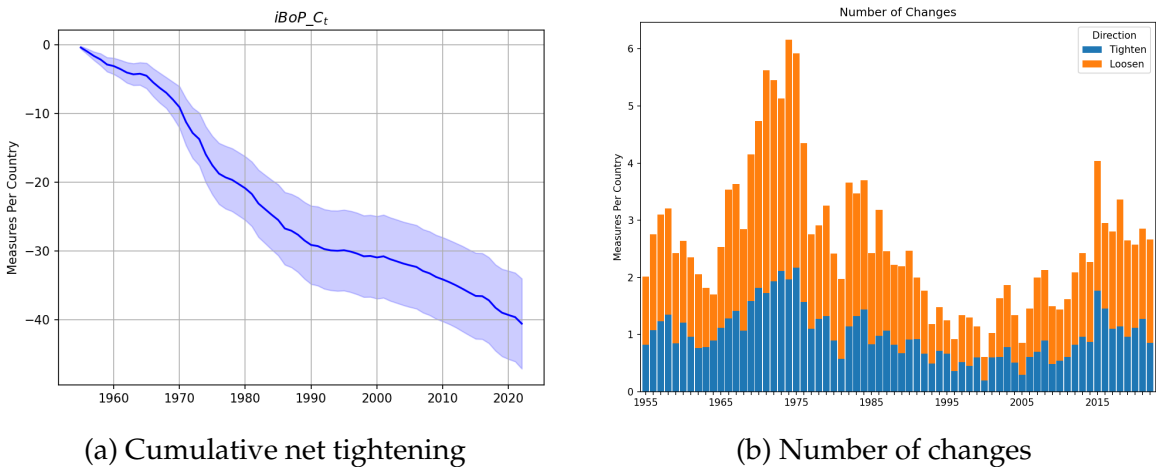 iBoP_C_t
0
−10
−20
−30
−40
Measures Per Country
1960 1970 1980 1990 2000 2010 2020
(a) Cumulative net tightening
Number of Changes
Direction
Tighten
Loosen
6
5
4
3
2
1
0
Measures Per Country
1955 1965 1975 1985 1995 2005 2015
(b) Number of changes